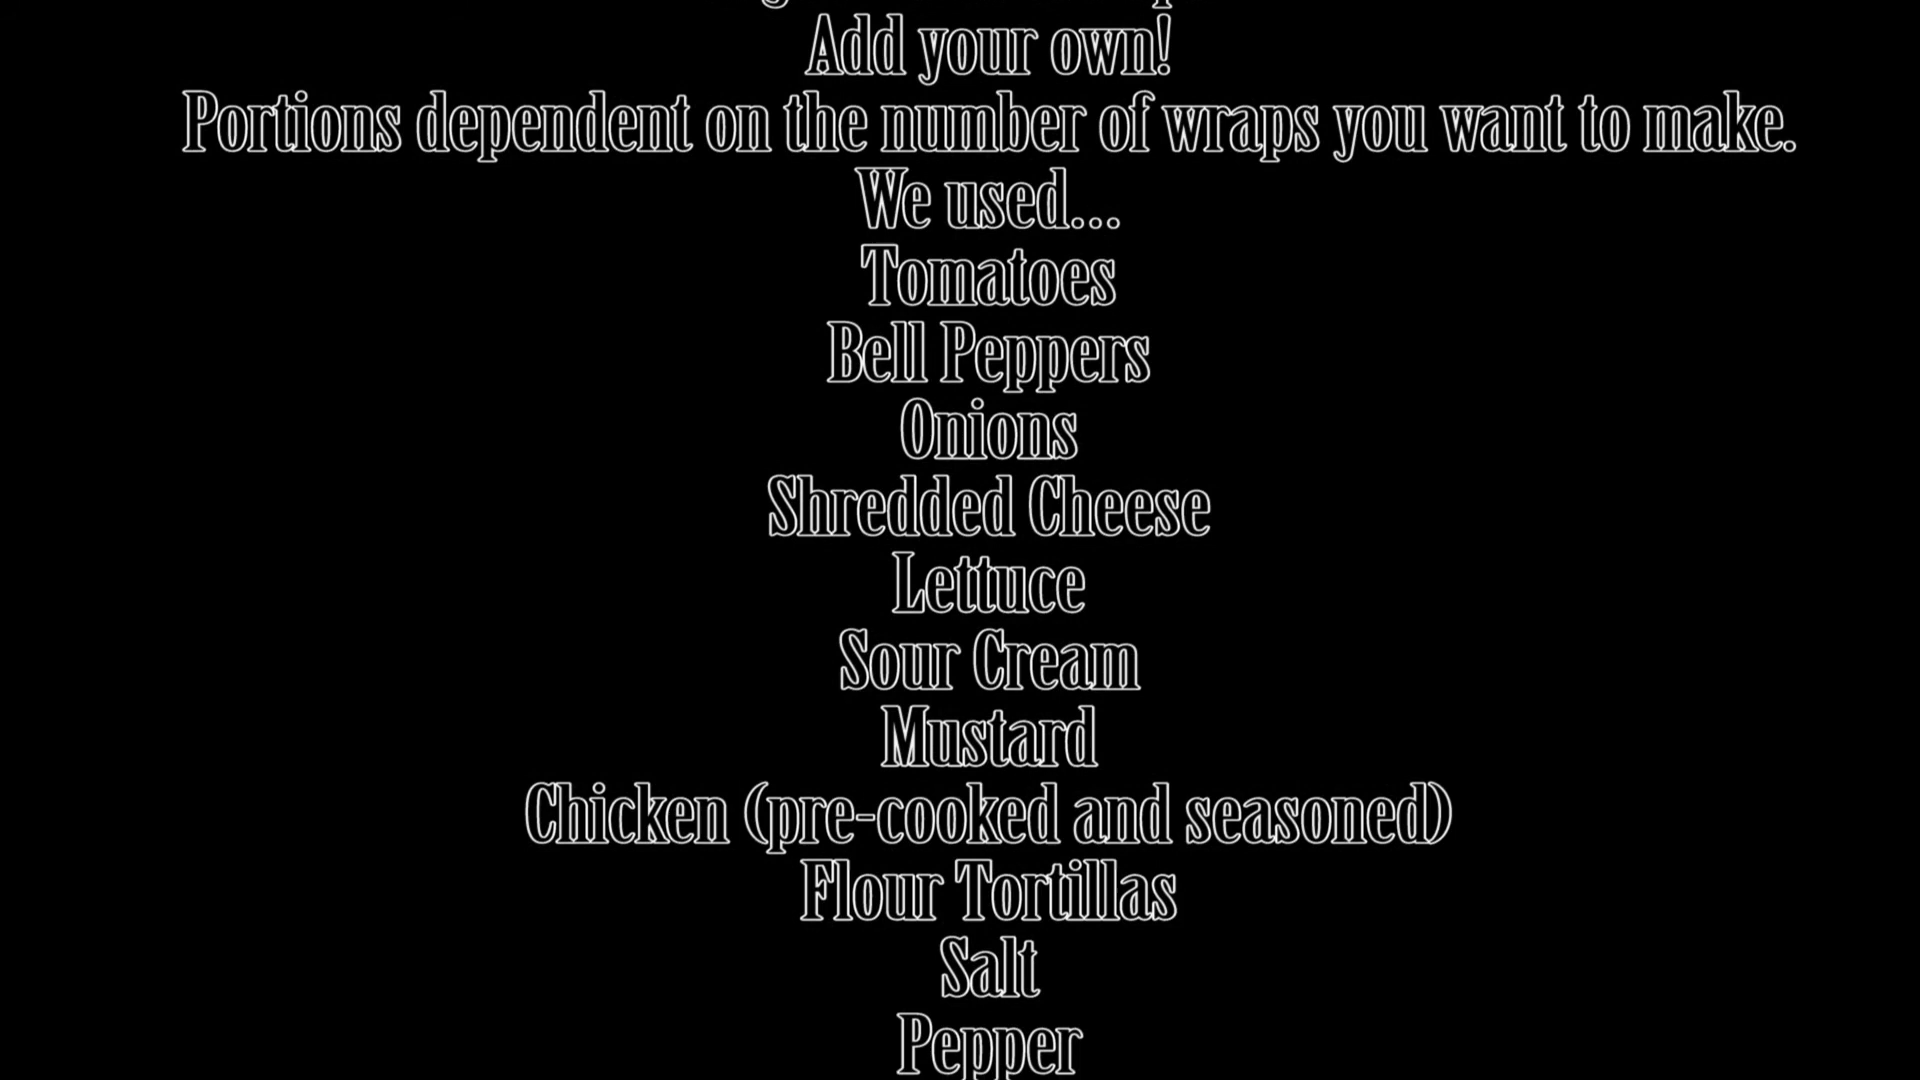 Add your own!
Portions dependent on the number of wraps you want to make.
We used...
Tomatoes
Bell Peppers
Onions
Shredded Cheese
Lettuce
Sour Cream
Mustard
Chicken (pre-cooked and seasoned)
Flour Tortillas
Salt
Pepper